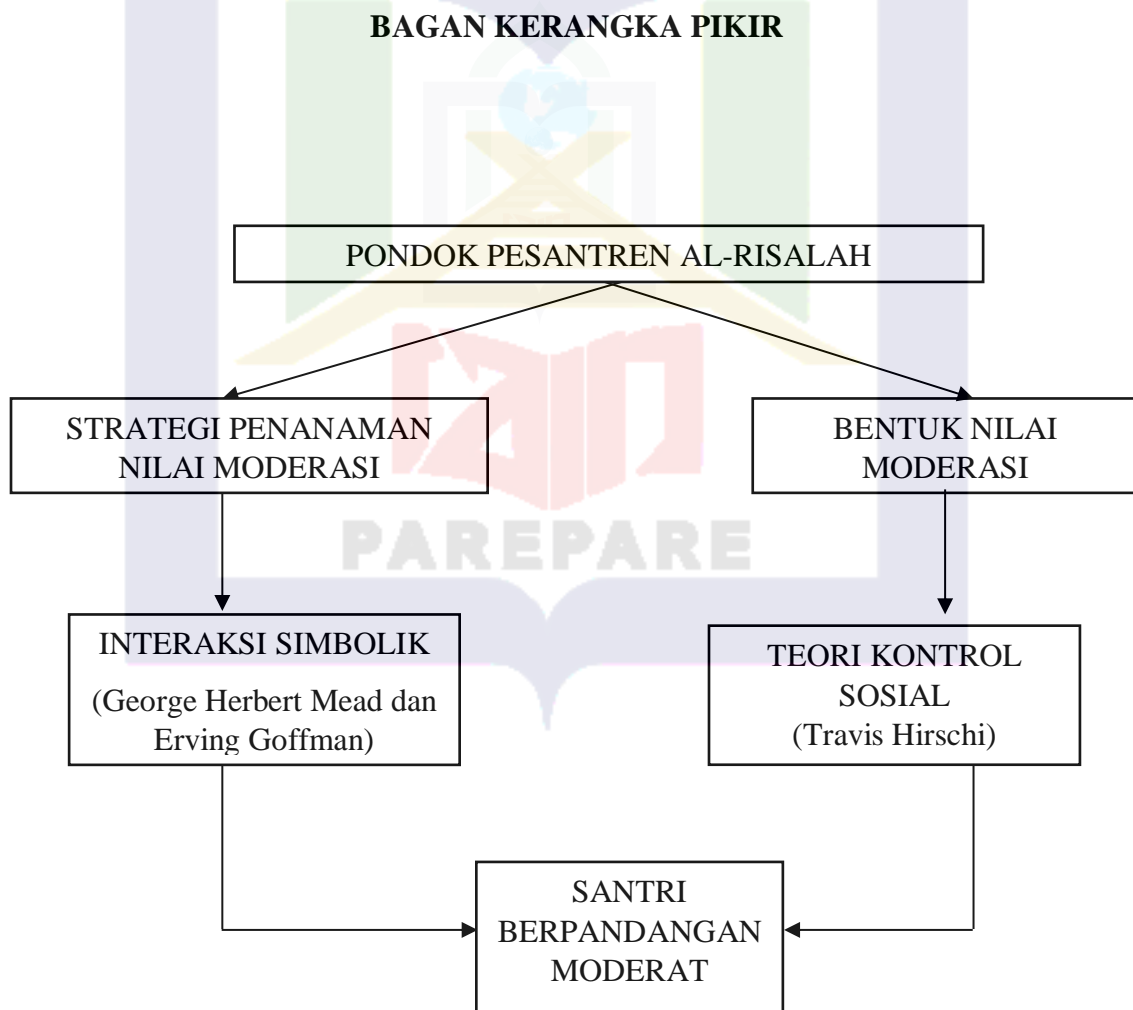 BAGAN KERANGKA PIKIR
PONDOK PESANTREN AL-RISALAH
STRATEGI PENANAMAN
NILAI MODERASI
BENTUK NILAI
MODERASI
PAREPARE
INTERAKSI SIMBOLIK
(George Herbert Mead dan
Erving Goffman)
TEORI KONTROL
SOSIAL
(Travis Hirschi)
SANTRI
BERPANDANGAN
MODERAT